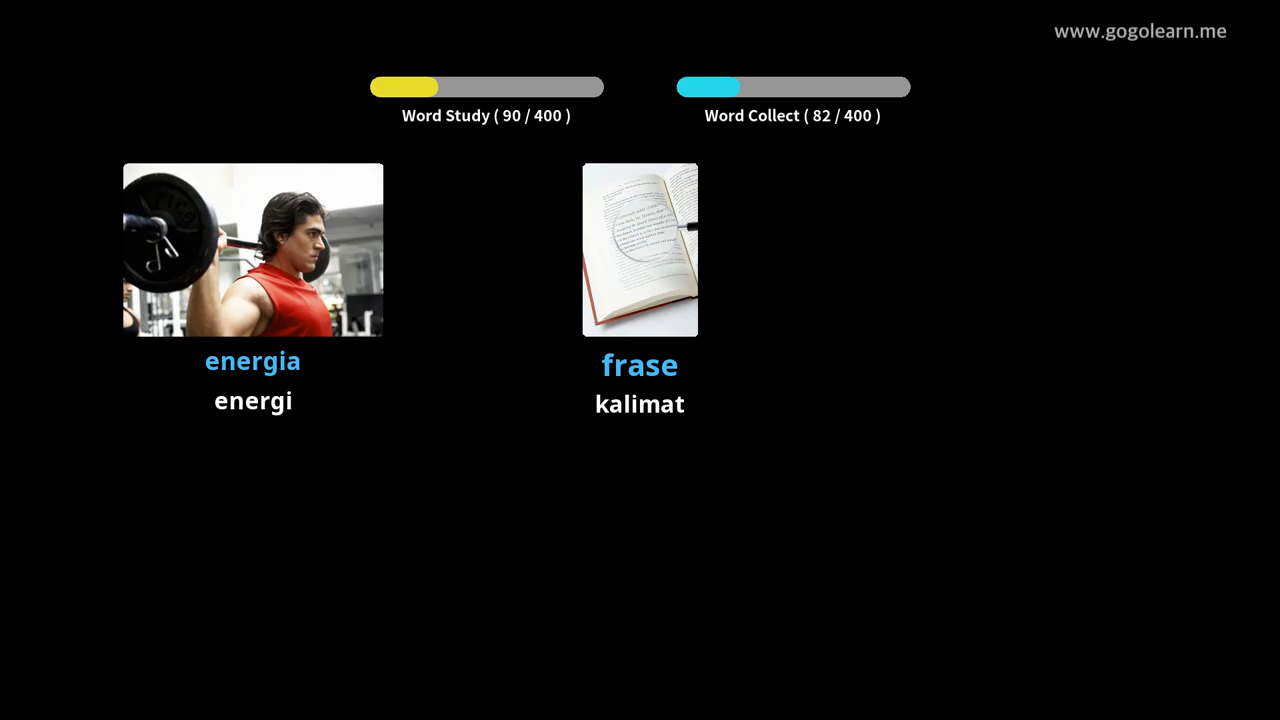 www.gogolearn.me
Word Study ( 90 / 400 )
Word Collect ( 82 / 400 )
energia
energi
frase
kalimat